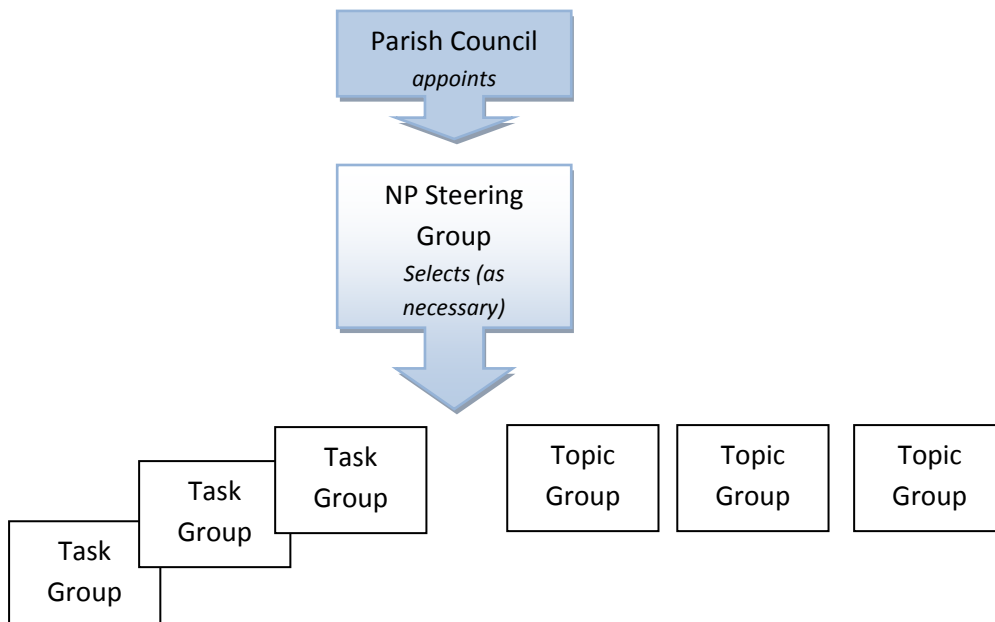 Parish Council
appoints
NP Steering
Group
Selects (as
necessary)
Task
Group
Task
Group
Task
Group
Topic
Group
Topic
Group
Topic
Group